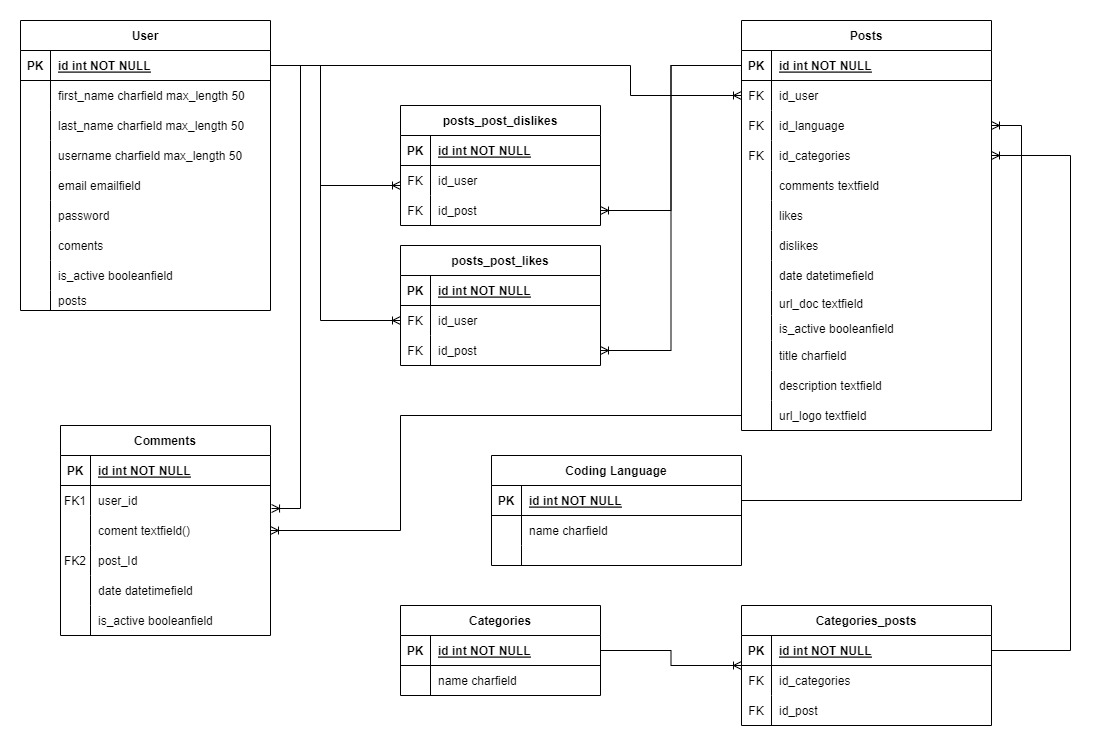 User
PK id int NOT NULL
first_name charfield max_length 50
last_name charfield max_length 50
username charfield max_length 50
email emailfield
password
coments
is_active booleanfield
posts
posts_post_dislikes
PK id int NOT NULL
FK id_user
FK id_post
posts_post_likes
PK id int NOT NULL
FK id_user
FK id_post
Posts
PK id int NOT NULL
FK id_user
FK id_language
FK id_categories
comments textfield
likes
dislikes
date datetimefield
url_doc textfield
is_active booleanfield
title charfield
description textfield
url_logo textfield
Comments
PK id int NOT NULL
FK1 user_id
coment textfield()
FK2 post_Id
date datetimefield
is_active booleanfield
Coding Language
PK id int NOT NULL
name charfield
Categories
PK id int NOT NULL
name charfield
Categories_posts
PK id int NOT NULL
FK id_categories
FK id_post